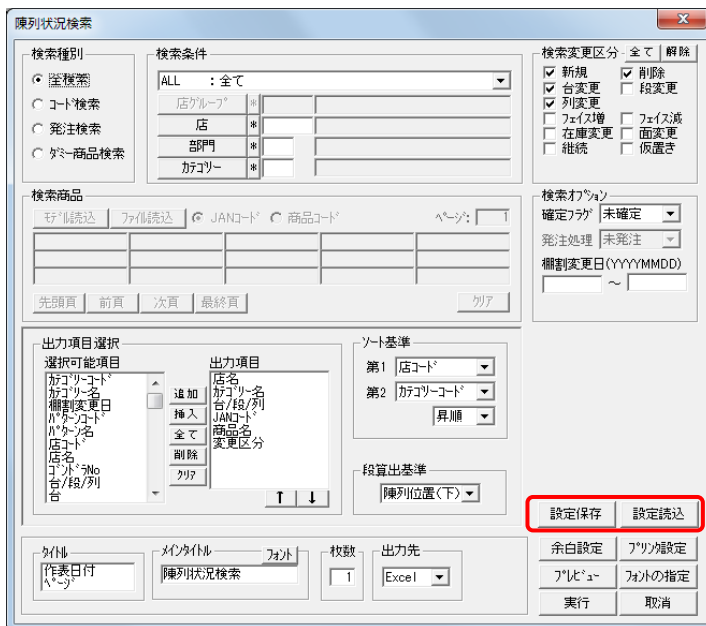 陳列状況検索
検索種別
全検索
コード検索
発注検索
ダミー商品検索
検索条件
ALL　：全て
店グループ *
店 *
部門 *
カテゴリー *
検索変更区分 全て 解除
新規 削除
台変更 段変更
列変更
フェイス増 フェイス減
在庫変更 面変更
継続 仮置き
検索商品
モデル読込 ファイル読込 JANコード 商品コード ページ: 1
先頭頁 前頁 次頁 最終頁 クリア
検索オプション
確定フラグ 未確定
発注処理 未発注
棚割変更日(YYYYMMDD)
～
出力項目選択
選択可能項目
カテゴリーコード
カテゴリー名
棚割変更日
パターンコード
パターン名
店コード
店名
ゴンドラNo
台/段/列
台
追加
挿入
全て
削除
クリア
出力項目
店名
カテゴリー名
台/段/列
JANコード
商品名
変更区分
↑ ↓
ソート基準
第1 店コード
第2 カテゴリーコード
昇順
段算出基準
陳列位置(下)
設定保存 設定読込
余白設定 プリンタ設定
プレビュー フォントの指定
実行 取消
タイトル
作表日付
ページ
メインタイトル フォント
陳列状況検索
枚数
1
出力先
Excel